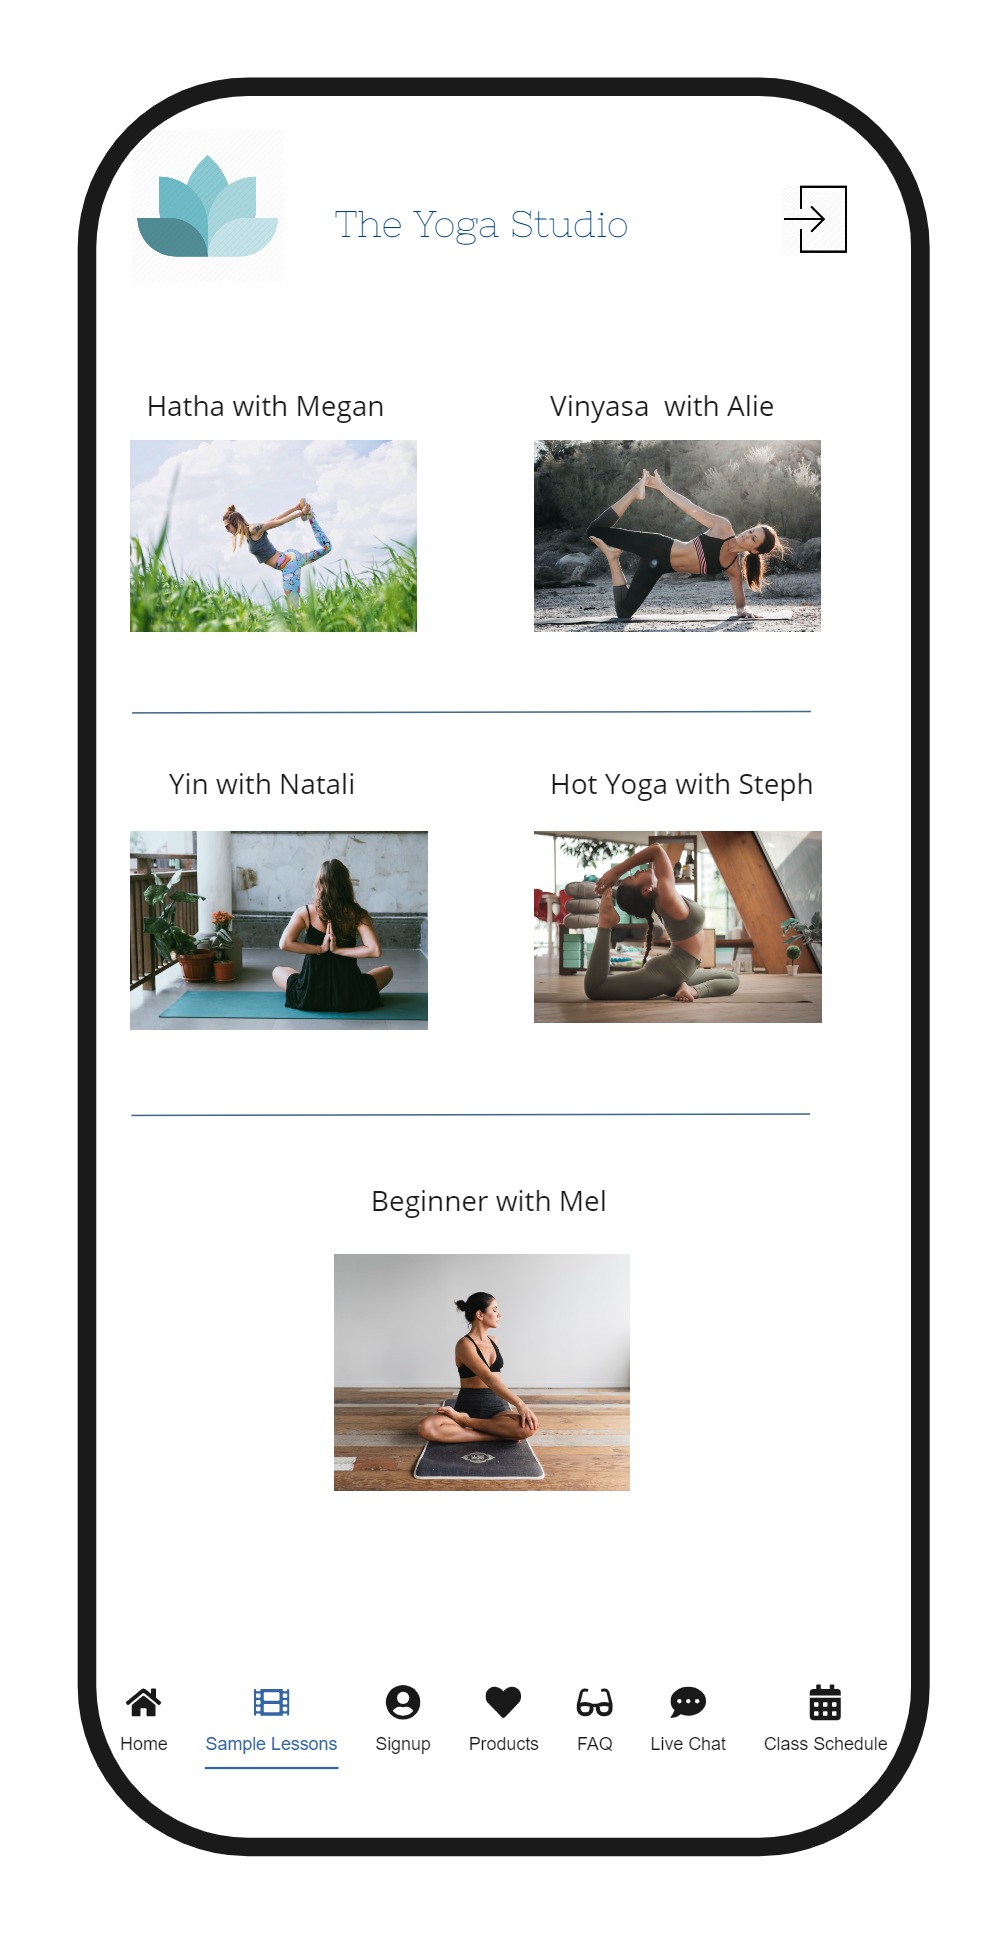 The Yoga Studio
Hatha with Megan
Vinyasa  with Alie
Yin with Natali
Hot Yoga with Steph
Beginner with Mel
Home
Sample Lessons
Signup
Products
FAQ
Live Chat
Class Schedule